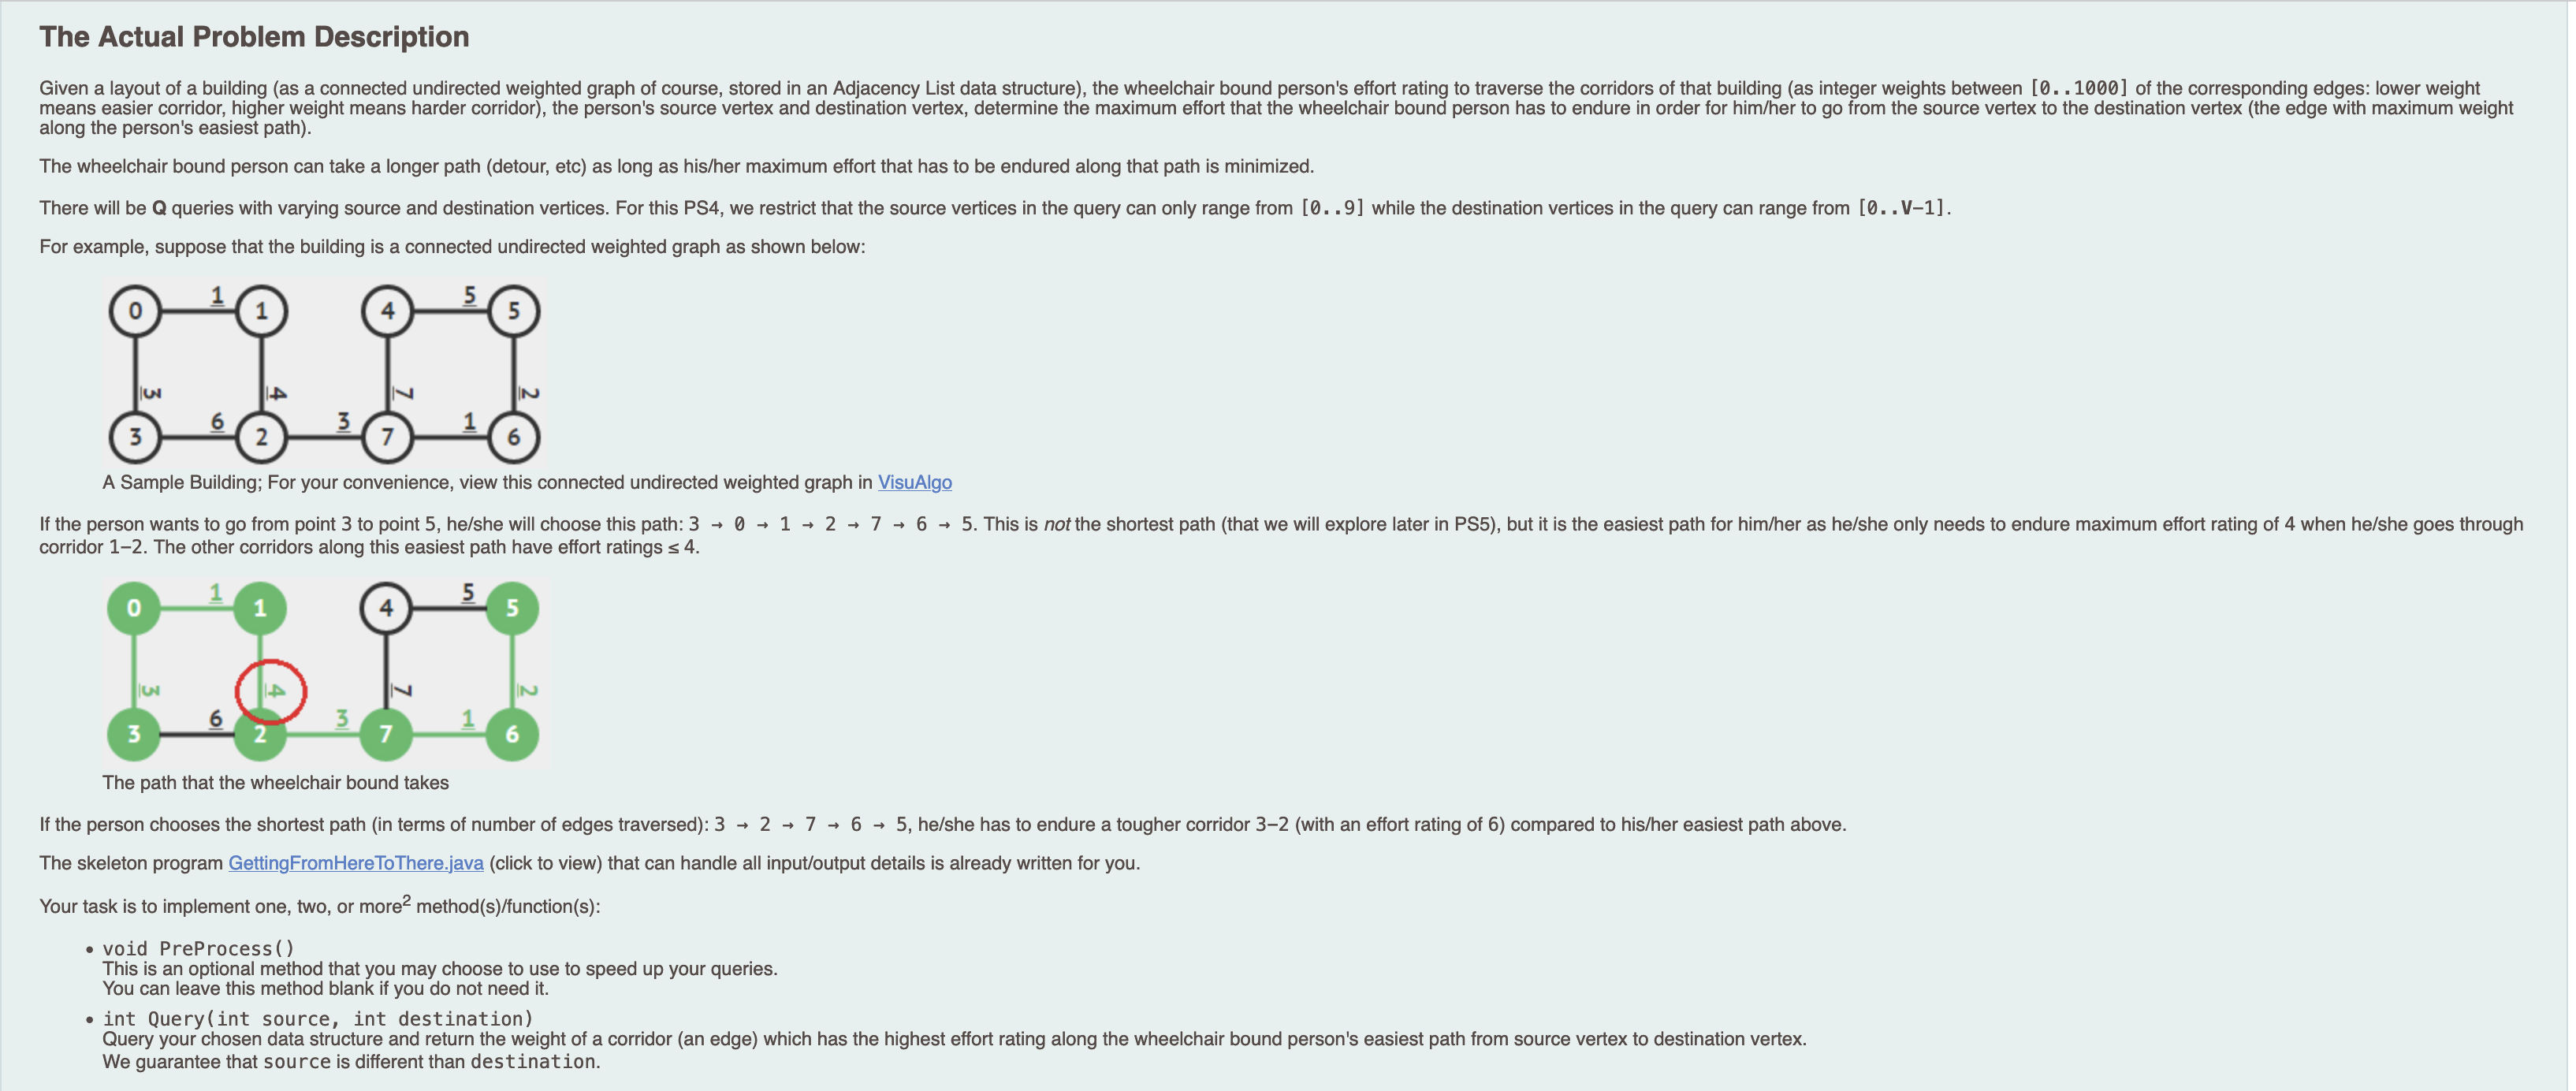 The Actual Problem Description
Given a layout of a building (as a connected undirected weighted graph of course, stored in an Adjacency List data structure), the wheelchair bound person's effort rating to traverse the corridors of that building (as integer weights between [0..1000] of the corresponding edges: lower weight
means easier corridor, higher weight means harder corridor), the person's source vertex and destination vertex, determine the maximum effort that the wheelchair bound person has to endure in order for him/her to go from the source vertex to the destination vertex (the edge with maximum weight
along the person's easiest path).
The wheelchair bound person can take a longer path (detour, etc) as long as his/her maximum effort that has to be endured along that path is minimized.
There will be Q queries with varying source and destination vertices. For this PS4, we restrict that the source vertices in the query can only range from [0..9] while the destination vertices in the query can range from [0..V-1].
For example, suppose that the building is a connected undirected weighted graph as shown below:
0 1 1 4 5 5
3 4 7 2
3 6 2 3 7 1 6
A Sample Building; For your convenience, view this connected undirected weighted graph in VisuAlgo
If the person wants to go from point 3 to point 5, he/she will choose this path: 3 → 0 → 1 → 2 → 7 → 6 → 5. This is not the shortest path (that we will explore later in PS5), but it is the easiest path for him/her as he/she only needs to endure maximum effort rating of 4 when he/she goes through
corridor 1-2. The other corridors along this easiest path have effort ratings ≤ 4.
0 1 1 4 5 5
3 4 7 2
3 6 2 3 7 1 6
The path that the wheelchair bound takes
If the person chooses the shortest path (in terms of number of edges traversed): 3 → 2 → 7 → 6 → 5, he/she has to endure a tougher corridor 3-2 (with an effort rating of 6) compared to his/her easiest path above.
The skeleton program GettingFromHereToThere.java (click to view) that can handle all input/output details is already written for you.
Your task is to implement one, two, or more2 method(s)/function(s):
• void PreProcess()
This is an optional method that you may choose to use to speed up your queries.
You can leave this method blank if you do not need it.
• int Query(int source, int destination)
Query your chosen data structure and return the weight of a corridor (an edge) which has the highest effort rating along the wheelchair bound person's easiest path from source vertex to destination vertex.
We guarantee that source is different than destination.